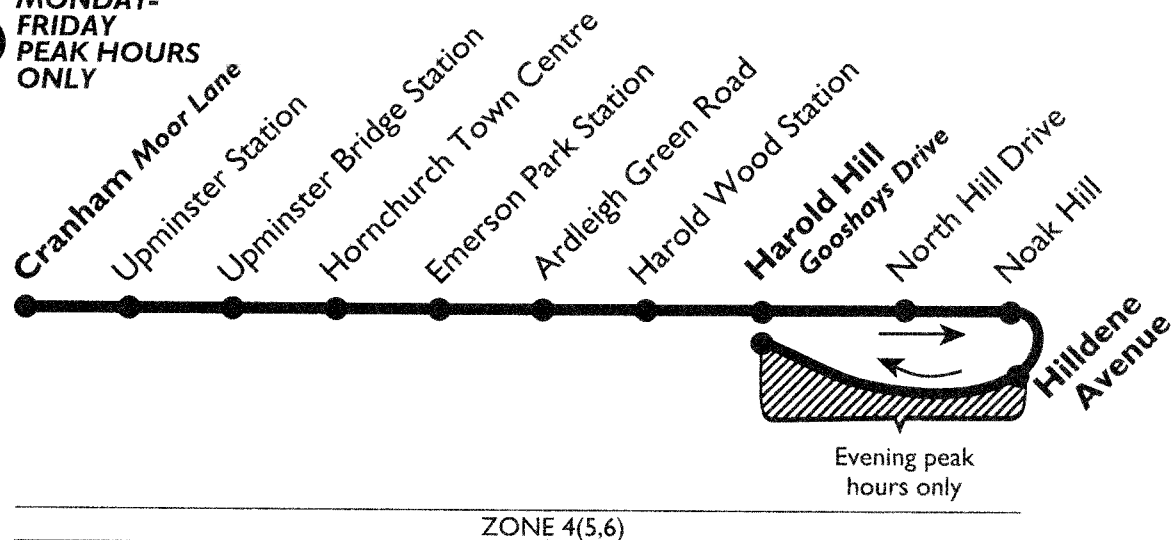 MONDAY-
FRIDAY
PEAK HOURS
ONLY
Cranham Moor Lane
Upminster Station
Upminster Bridge Station
Hornchurch Town Centre
Emerson Park Station
Ardleigh Green Road
Harold Wood Station
Harold Hill
Gooshays Drive
North Hill Drive
Noak Hill
Hilldene
Avenue
Evening peak
hours only
ZONE 4(5,6)